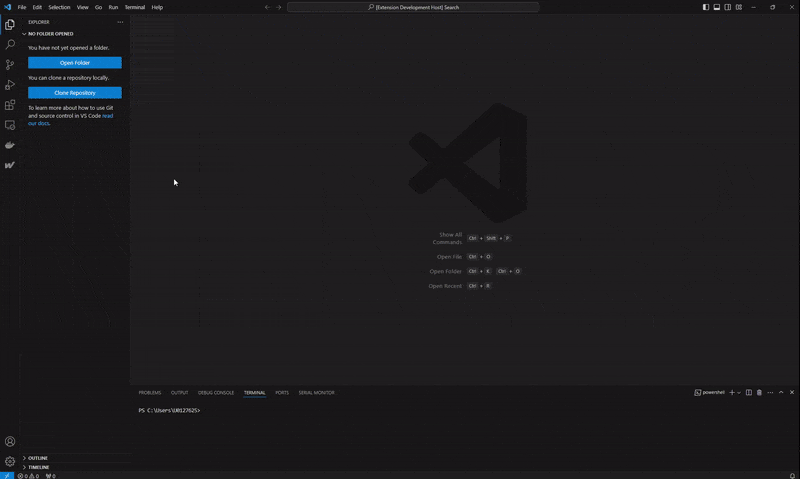 File Edit Selection View Go Run Terminal Help
[Extension Development Host] Search
EXPLORER
NO FOLDER OPENED
You have not yet opened a folder.
Open Folder
You can clone a repository locally.
Clone Repository
To learn more about how to use Git
and source control in VS Code read
our docs.
Show All
Commands
Ctrl + Shift + P
Open File
Ctrl + O
Open Folder
Ctrl + K Ctrl + O
Open Recent
Ctrl + R
PROBLEMS OUTPUT DEBUG CONSOLE TERMINAL PORTS SERIAL MONITOR
powershell
PS C:\Users\UR127625>
OUTLINE
TIMELINE
0 0 0